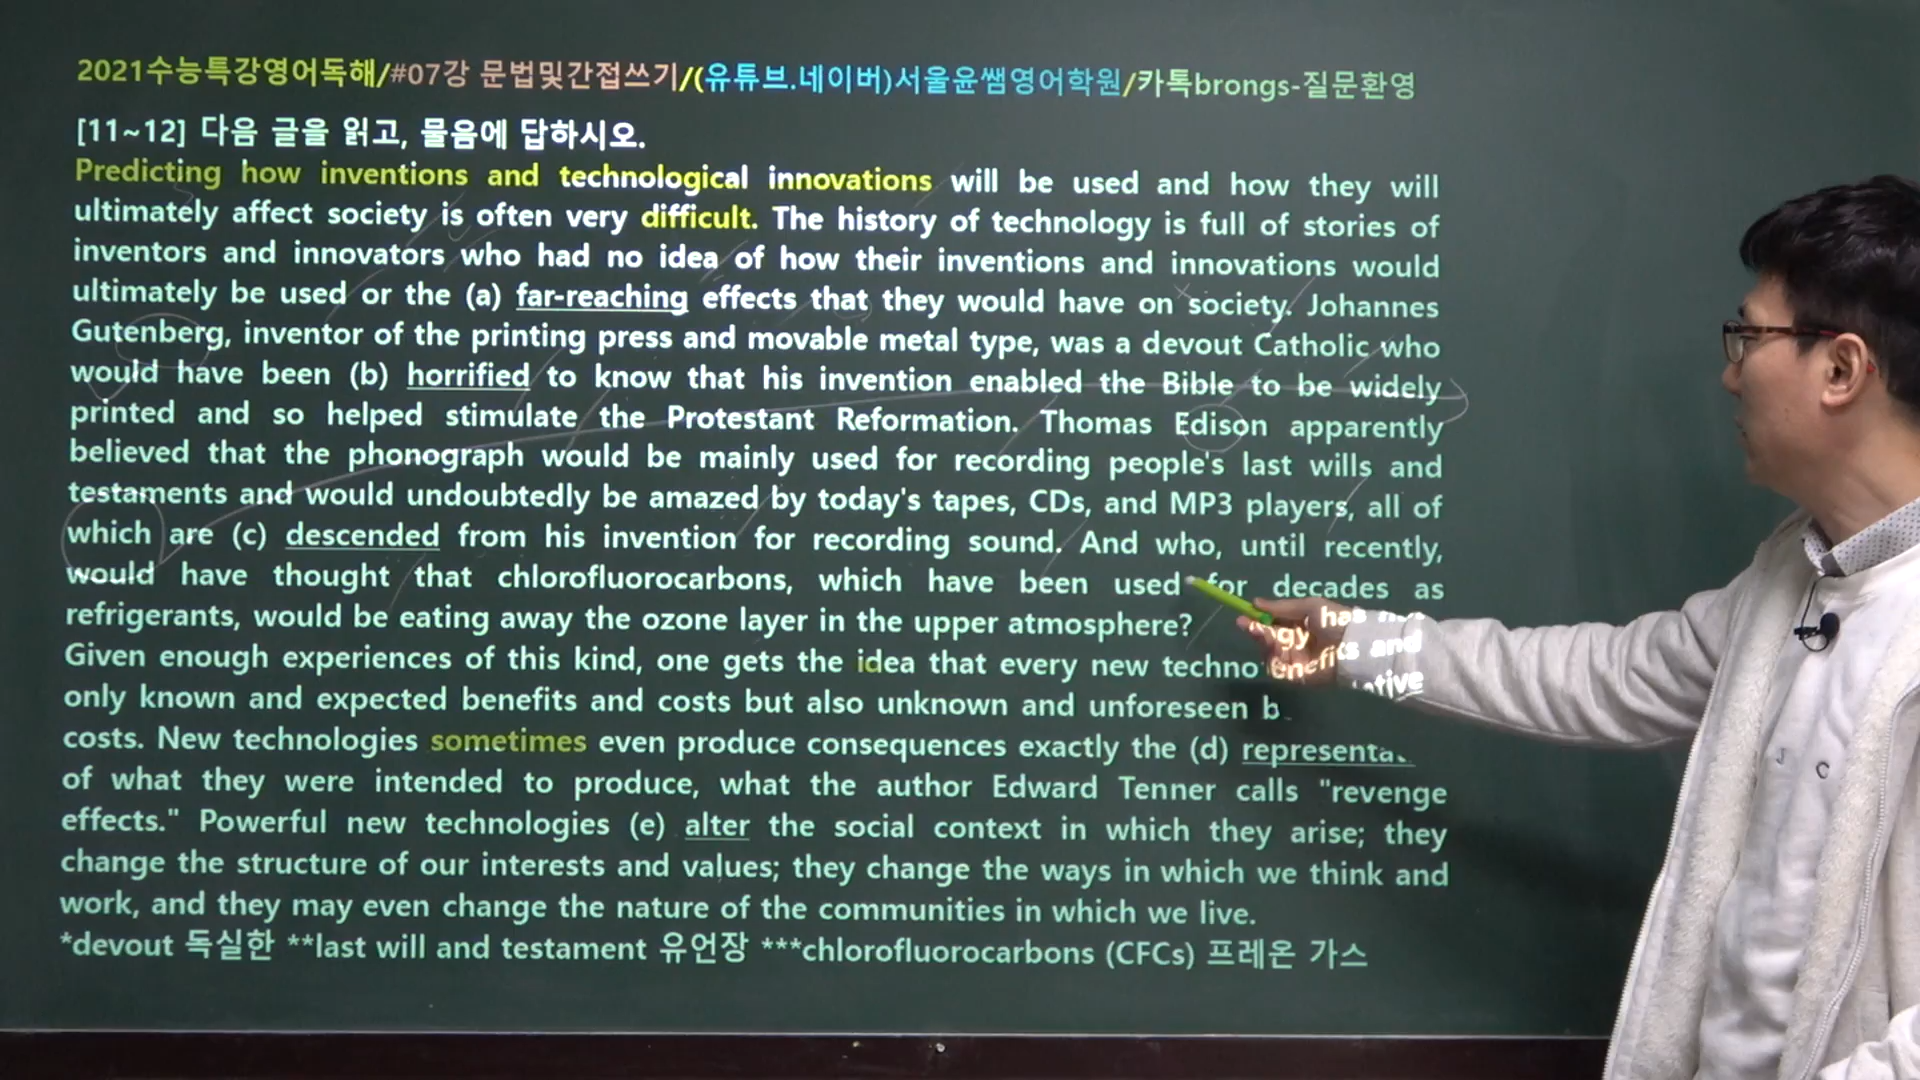 2021수능특강영어독해/#07강 문법및간접쓰기/(유튜브.네이버)서울윤쌤영어학원/카톡brongs-질문환영
[11~12] 다음 글을 읽고, 물음에 답하시오.
Predicting how inventions and technological innovations will be used and how they will
ultimately affect society is often very difficult. The history of technology is full of stories of
inventors and innovators who had no idea of how their inventions and innovations would
ultimately be used or the (a) far-reaching effects that they would have on society. Johannes
Gutenberg, inventor of the printing press and movable metal type, was a devout Catholic who
would have been (b) horrified to know that his invention enabled the Bible to be widely
printed and so helped stimulate the Protestant Reformation. Thomas Edison apparently
believed that the phonograph would be mainly used for recording people's last wills and
testaments and would undoubtedly be amazed by today's tapes, CDs, and MP3 players, all of
which are (c) descended from his invention for recording sound. And who, until recently,
would have thought that chlorofluorocarbons, which have been used for decades as
refrigerants, would be eating away the ozone layer in the upper atmosphere?
Given enough experiences of this kind, one gets the idea that every new technology has not
only known and expected benefits and costs but also unknown and unforeseen benefits and
costs. New technologies sometimes even produce consequences exactly the (d) representative
of what they were intended to produce, what the author Edward Tenner calls "revenge
effects." Powerful new technologies (e) alter the social context in which they arise; they
change the structure of our interests and values; they change the ways in which we think and
work, and they may even change the nature of the communities in which we live.
*devout 독실한 **last will and testament 유언장 ***chlorofluorocarbons (CFCs) 프레온 가스
J C